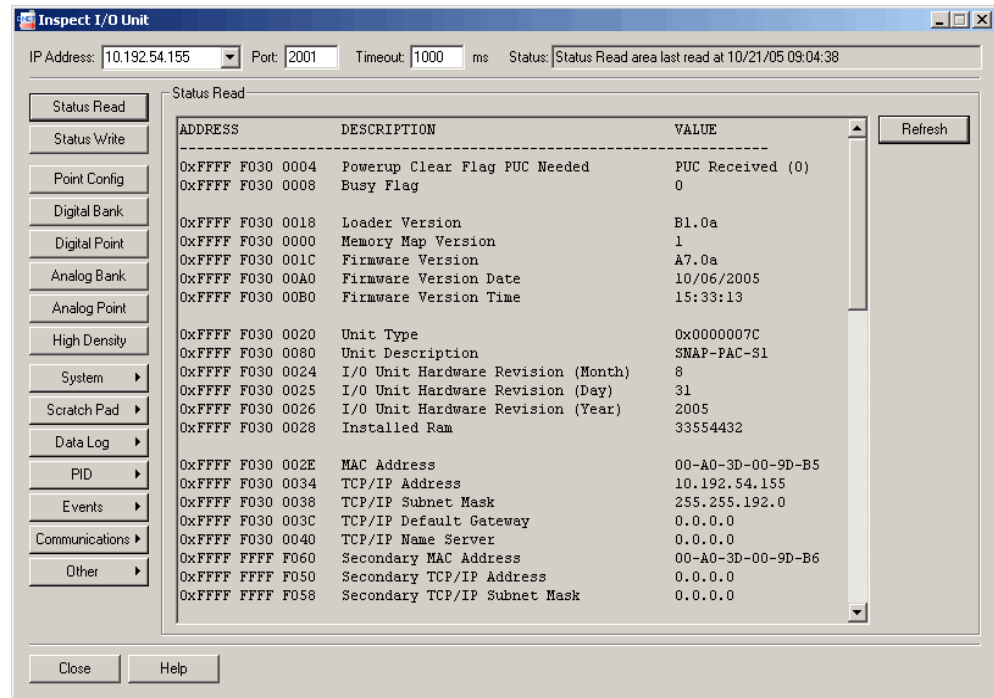 Inspect I/O Unit
IP Address: 10.192.54.155 Port: 2001 Timeout: 1000 ms Status: Status Read area last read at 10/21/05 09:04:38
Status Read
Status Write
Point Config
Digital Bank
Digital Point
Analog Bank
Analog Point
High Density
System
Scratch Pad
Data Log
PID
Events
Communications
Other
Status Read
ADDRESS DESCRIPTION VALUE
0xFFFF F030 0004 Powerup Clear Flag PUC Needed PUC Received (0)
0xFFFF F030 0008 Busy Flag 0
0xFFFF F030 0018 Loader Version B1.0a
0xFFFF F030 0000 Memory Map Version 1
0xFFFF F030 001C Firmware Version A7.0a
0xFFFF F030 00A0 Firmware Version Date 10/06/2005
0xFFFF F030 00B0 Firmware Version Time 15:33:13
0xFFFF F030 0020 Unit Type 0x0000007C
0xFFFF F030 0080 Unit Description SNAP-PAC-S1
0xFFFF F030 0024 I/O Unit Hardware Revision (Month) 8
0xFFFF F030 0025 I/O Unit Hardware Revision (Day) 31
0xFFFF F030 0026 I/O Unit Hardware Revision (Year) 2005
0xFFFF F030 0028 Installed Ram 33554432
0xFFFF F030 002E MAC Address 00-A0-3D-00-9D-B5
0xFFFF F030 0034 TCP/IP Address 10.192.54.155
0xFFFF F030 0038 TCP/IP Subnet Mask 255.255.192.0
0xFFFF F030 003C TCP/IP Default Gateway 0.0.0.0
0xFFFF F030 0040 TCP/IP Name Server 0.0.0.0
0xFFFF FFFF F060 Secondary MAC Address 00-A0-3D-00-9D-B6
0xFFFF FFFF F050 Secondary TCP/IP Address 0.0.0.0
0xFFFF FFFF F058 Secondary TCP/IP Subnet Mask 0.0.0.0
Refresh
Close Help